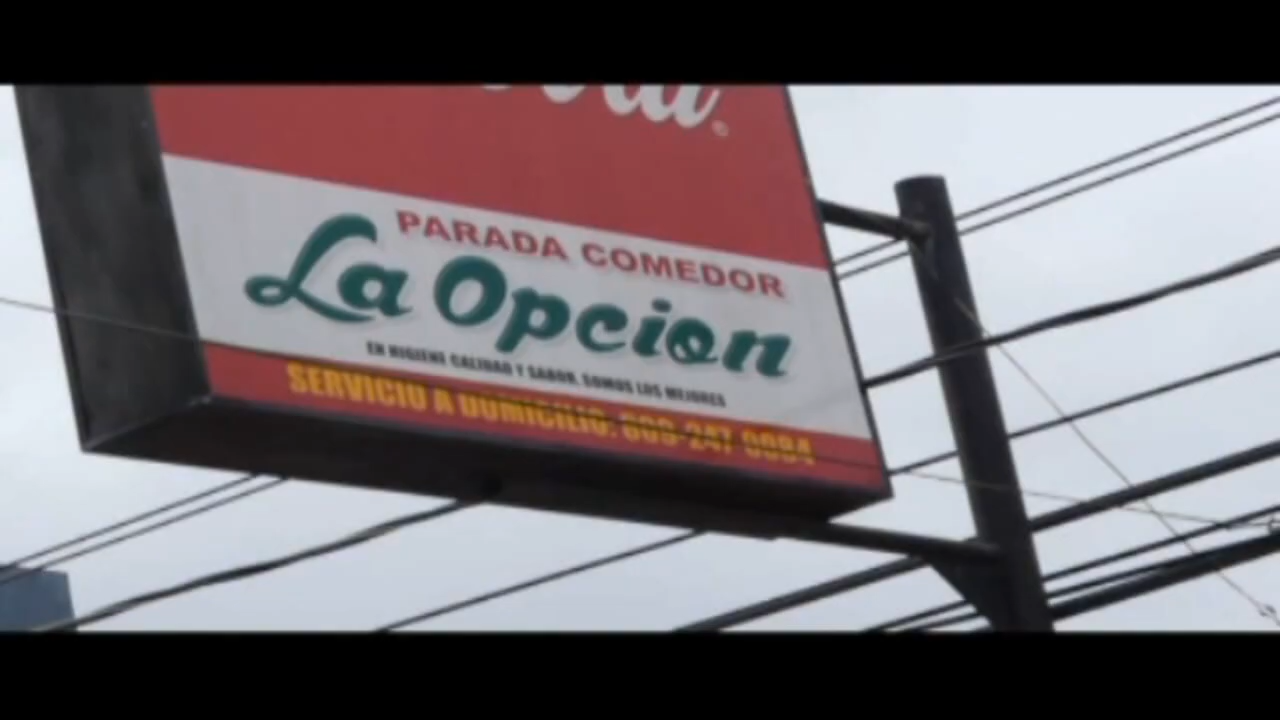 PARADA COMEDOR
La Opcion
EN HIGIENE CALIDAD Y SABOR, SOMOS LOS MEJORES
SERVICIO A DOMICILIO: